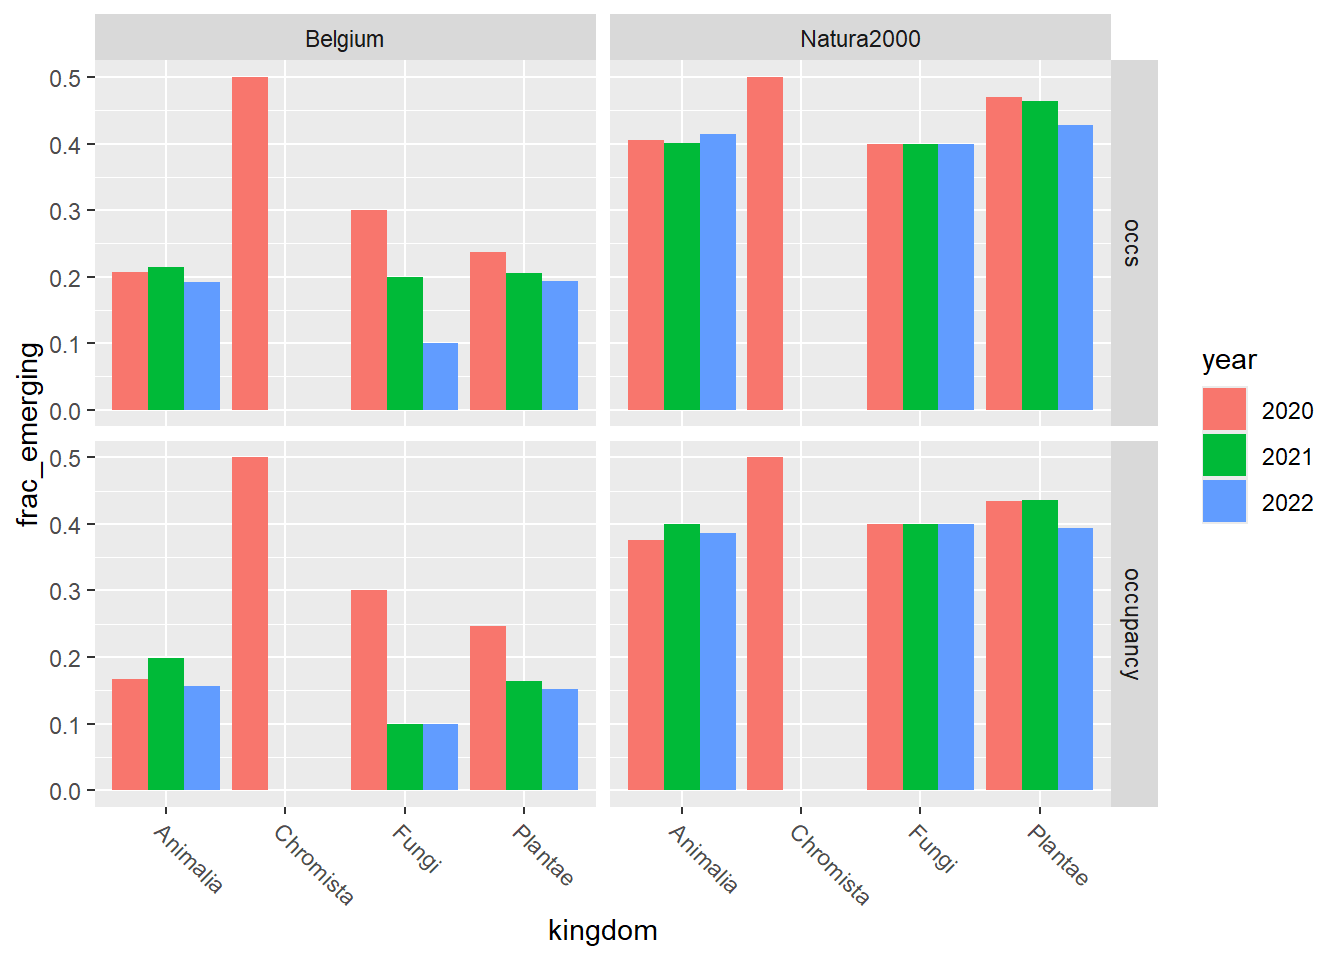 Belgium
Natura2000
0.5
0.4
0.3
0.2
0.1
0.0
occs
0.5
0.4
0.3
0.2
0.1
0.0
occupancy
frac_emerging
Animalia
Chromista
Fungi
Plantae
Animalia
Chromista
Fungi
Plantae
kingdom
year
2020
2021
2022